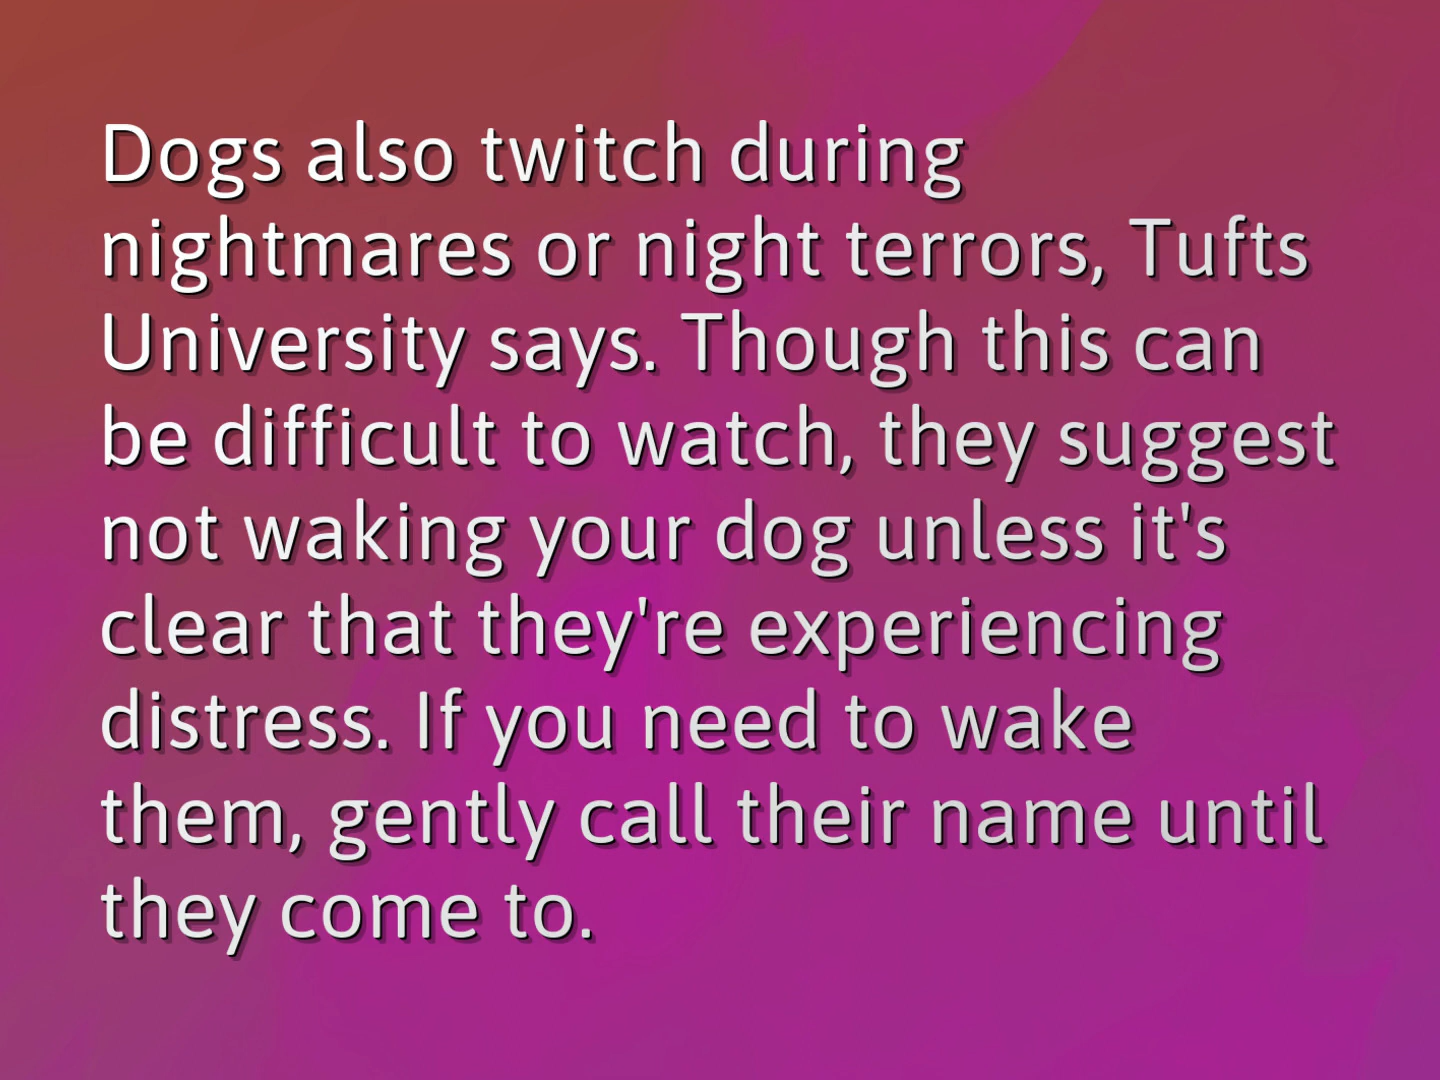 Dogs also twitch during
nightmares or night terrors, Tufts
University says. Though this can
be difficult to watch, they suggest
not waking your dog unless it's
clear that they're experiencing
distress. If you need to wake
them, gently call their name until
they come to.